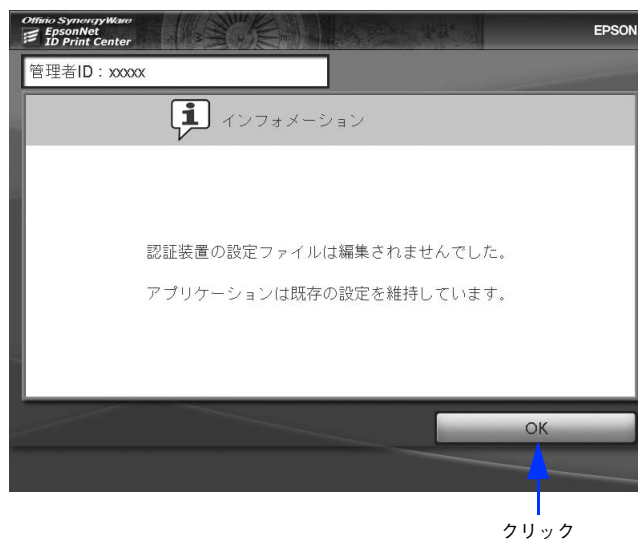 Offirio SynergyWare
EpsonNet
ID Print Center
EPSON
管理者ID：xxxxx
インフォメーション
認証装置の設定ファイルは編集されませんでした。
アプリケーションは既存の設定を維持しています。
OK
クリック